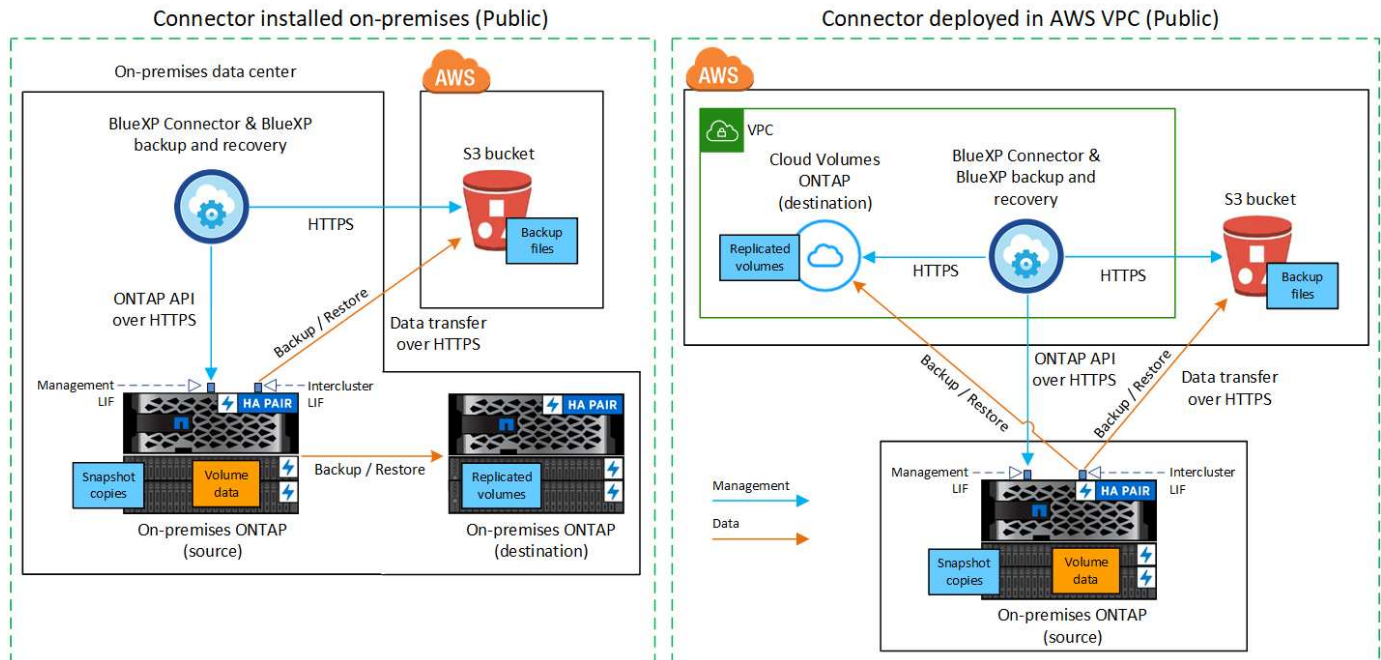 Connector installed on-premises (Public)
On-premises data center
AWS
BlueXP Connector & BlueXP
backup and recovery
S3 bucket
HTTPS
Backup
files
ONTAP API
over HTTPS
Backup / Restore
Data transfer
over HTTPS
Management
LIF
Intercluster
LIF
HA PAIR
HA PAIR
Snapshot
copies
Volume
data
Backup / Restore
Replicated
volumes
On-premises ONTAP
(source)
On-premises ONTAP
(destination)
Connector deployed in AWS VPC (Public)
AWS
VPC
Cloud Volumes
ONTAP
(destination)
BlueXP Connector &
BlueXP backup and
recovery
S3 bucket
Replicated
volumes
HTTPS
HTTPS
Backup
files
ONTAP API
over HTTPS
Backup / Restore
Backup / Restore
Data transfer
over HTTPS
Management
LIF
Intercluster
LIF
HA PAIR
Management
Data
Snapshot
copies
Volume
data
On-premises ONTAP
(source)